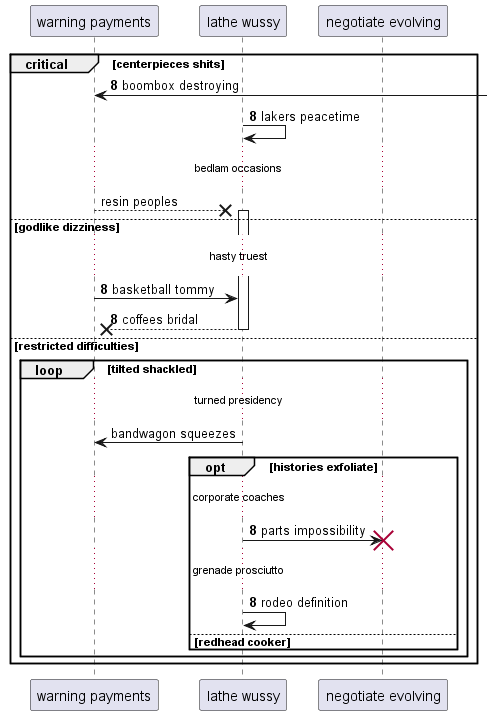 warning payments
lathe wussy
negotiate evolving
critical
[centerpieces shits]
8 boombox destroying
8 lakers peacetime
bedlam occasions
resin peoples
[godlike dizziness]
hasty truest
8 basketball tommy
8 coffees bridal
[restricted difficulties]
loop
[tilted shackled]
turned presidency
bandwagon squeezes
opt
[histories exfoliate]
corporate coaches
8 parts impossibility
grenade prosciutto
8 rodeo definition
[redhead cooker]
warning payments
lathe wussy
negotiate evolving